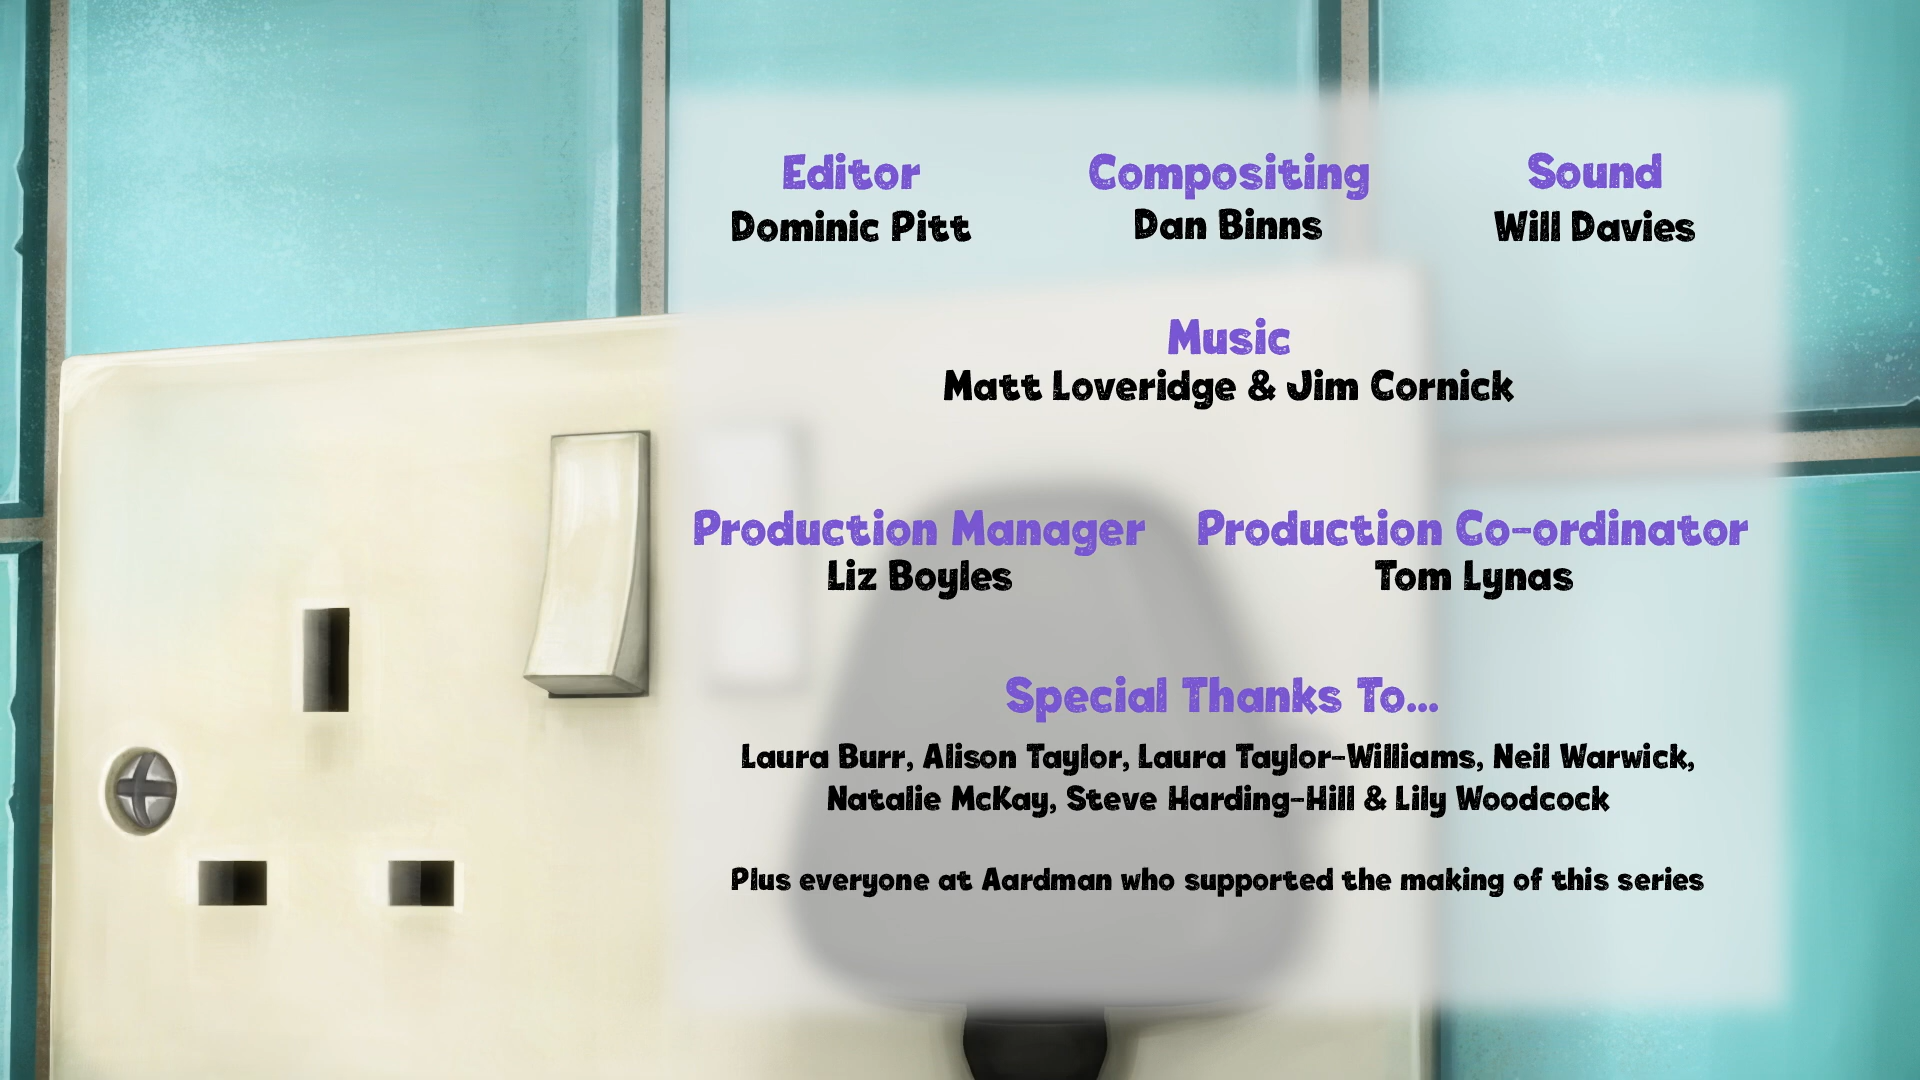 Editor
Dominic Pitt
Compositing
Dan Binns
Sound
Will Davies
Music
Matt Loveridge & Jim Cornick
Production Manager
Liz Boyles
Production Co-ordinator
Tom Lynas
Special Thanks To...
Laura Burr, Alison Taylor, Laura Taylor-Williams, Neil Warwick,
Natalie McKay, Steve Harding-Hill & Lily Woodcock
Plus everyone at Aardman who supported the making of this series